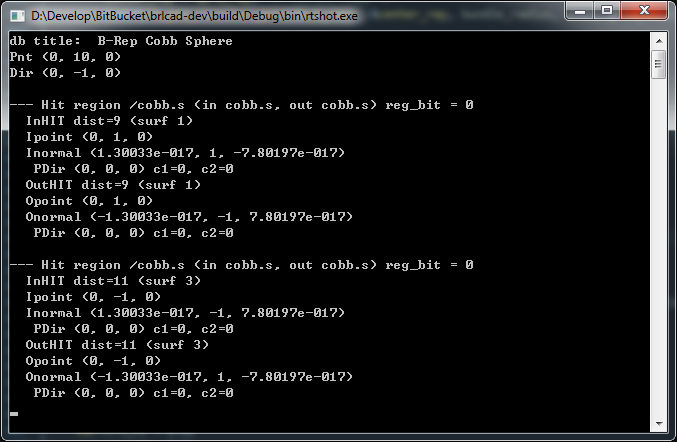 D:\Develop\BitBucket\brlcad-dev\build\Debug\bin\rtshot.exe
db title:  B-Rep Cobb Sphere
Pnt (0, 10, 0)
Dir (0, -1, 0)
--- Hit region /cobb.s (in cobb.s, out cobb.s) reg_bit = 0
InHIT dist=9 (surf 1)
Ipoint (0, 1, 0)
Inormal (1.30033e-017, 1, -7.80197e-017)
PDir (0, 0, 0) c1=0, c2=0
OutHIT dist=9 (surf 1)
Opoint (0, 1, 0)
Onormal (-1.30033e-017, -1, 7.80197e-017)
PDir (0, 0, 0) c1=0, c2=0
--- Hit region /cobb.s (in cobb.s, out cobb.s) reg_bit = 0
InHIT dist=11 (surf 3)
Ipoint (0, -1, 0)
Inormal (1.30033e-017, -1, 7.80197e-017)
PDir (0, 0, 0) c1=0, c2=0
OutHIT dist=11 (surf 3)
Opoint (0, -1, 0)
Onormal (-1.30033e-017, 1, -7.80197e-017)
PDir (0, 0, 0) c1=0, c2=0